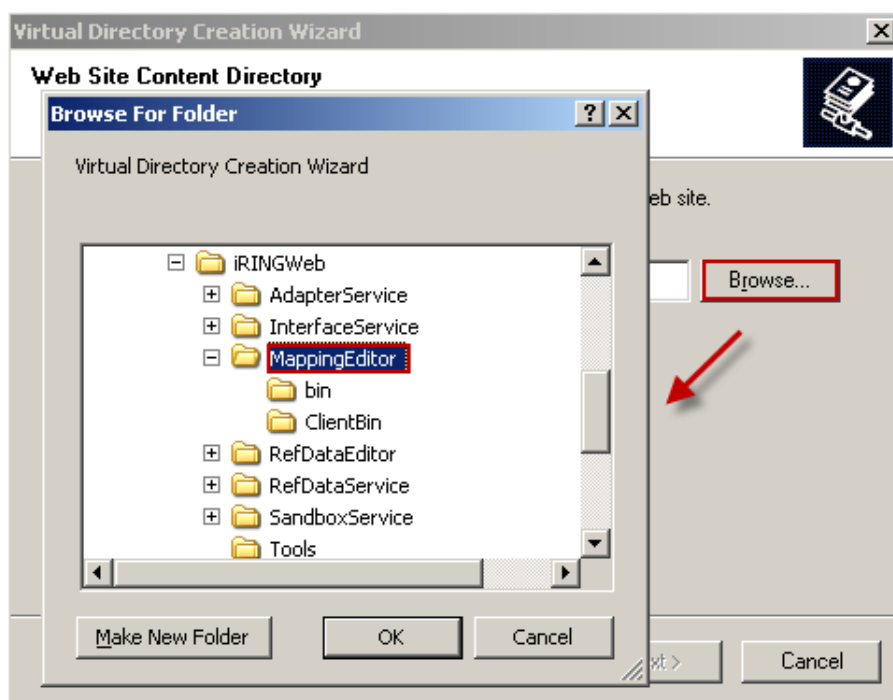 Virtual Directory Creation Wizard
Web Site Content Directory
Browse For Folder
Virtual Directory Creation Wizard
eb site.
iRINGWeb
Browse...
AdapterService
InterfaceService
MappingEditor
bin
ClientBin
RefDataEditor
RefDataService
SandboxService
Tools
Make New Folder
OK
Cancel
xt >
Cancel